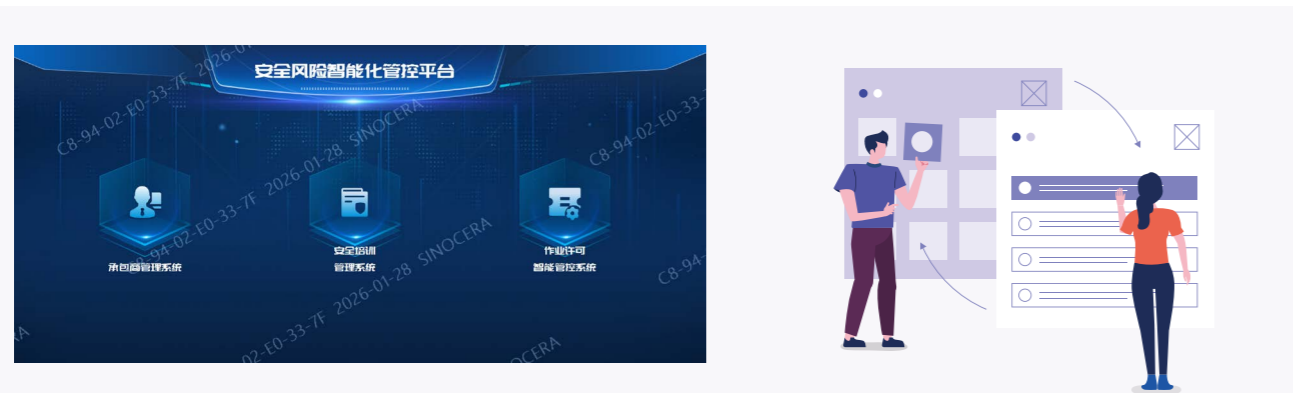 安全风险智能化管控平台
承包商管理系统
安全培训
管理系统
作业许可
智能管控系统
C8-94-02-E0-33-7F 2026-01-28 SINOCERA